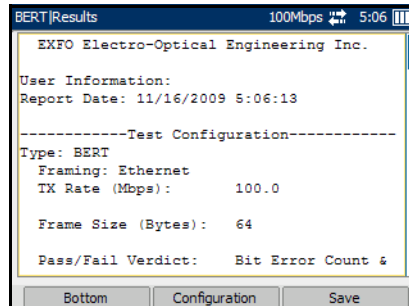 BERT|Results 100Mbps 5:06
EXFO Electro-Optical Engineering Inc.
User Information:
Report Date: 11/16/2009 5:06:13
------------Test Configuration------------
Type: BERT
Framing: Ethernet
TX Rate (Mbps): 100.0
Frame Size (Bytes): 64
Pass/Fail Verdict: Bit Error Count &
Bottom Configuration Save